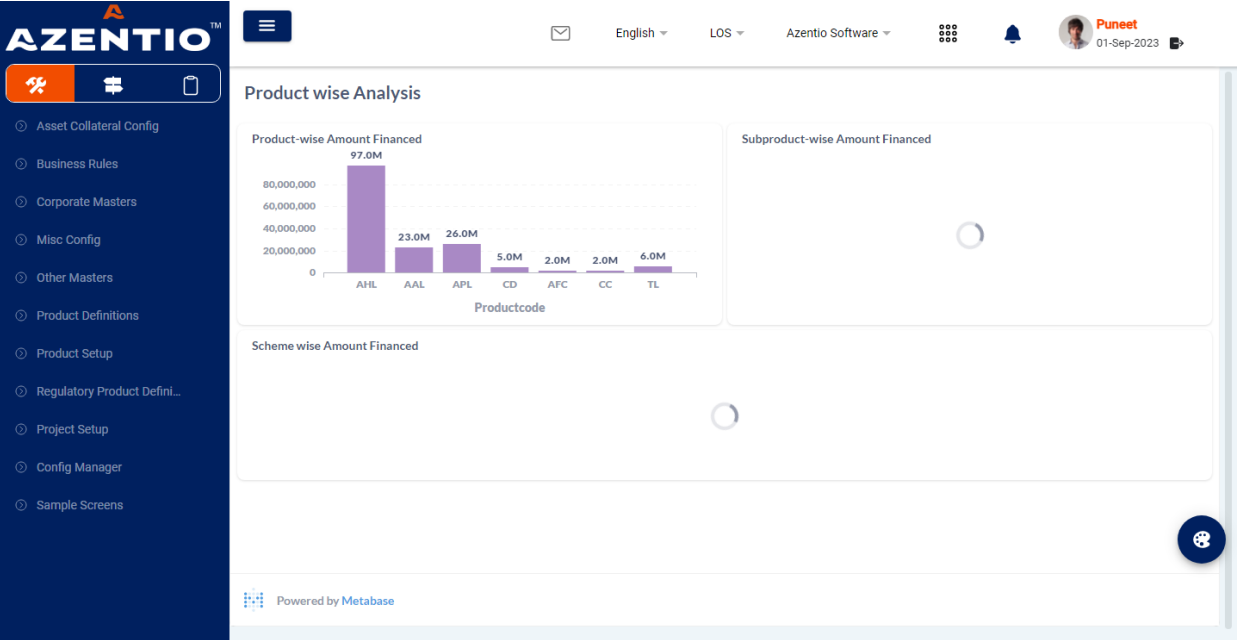 AZENTIO™
English
LOS
Azentio Software
Puneet
01-Sep-2023
Asset Collateral Config
Business Rules
Corporate Masters
Misc Config
Other Masters
Product Definitions
Product Setup
Regulatory Product Defini...
Project Setup
Config Manager
Sample Screens
Product wise Analysis
Product-wise Amount Financed
97.0M
80,000,000
60,000,000
40,000,000
20,000,000
0
23.0M
26.0M
5.0M
2.0M
2.0M
6.0M
AHL AAL APL CD AFC CC TL
Productcode
Subproduct-wise Amount Financed
Scheme wise Amount Financed
Powered by Metabase